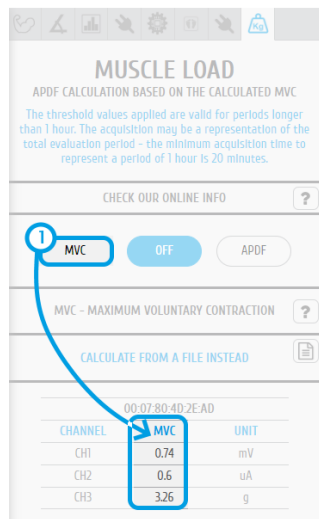 Kg
MUSCLE LOAD
APDF CALCULATION BASED ON THE CALCULATED MVC
The threshold values applied are valid for periods longer
than 1 hour. The acquisition may be a representation of the
total evaluation period - the minimum acquisition time to
represent a period of 1 hour is 20 minutes.
CHECK OUR ONLINE INFO ?
1
MVC OFF APDF
MVC - MAXIMUM VOLUNTARY CONTRACTION ?
CALCULATE FROM A FILE INSTEAD
00:07:80:4D:2E:AD
CHANNEL MVC UNIT
CH1 0.74 mV
CH2 0.6 uA
CH3 3.26 g